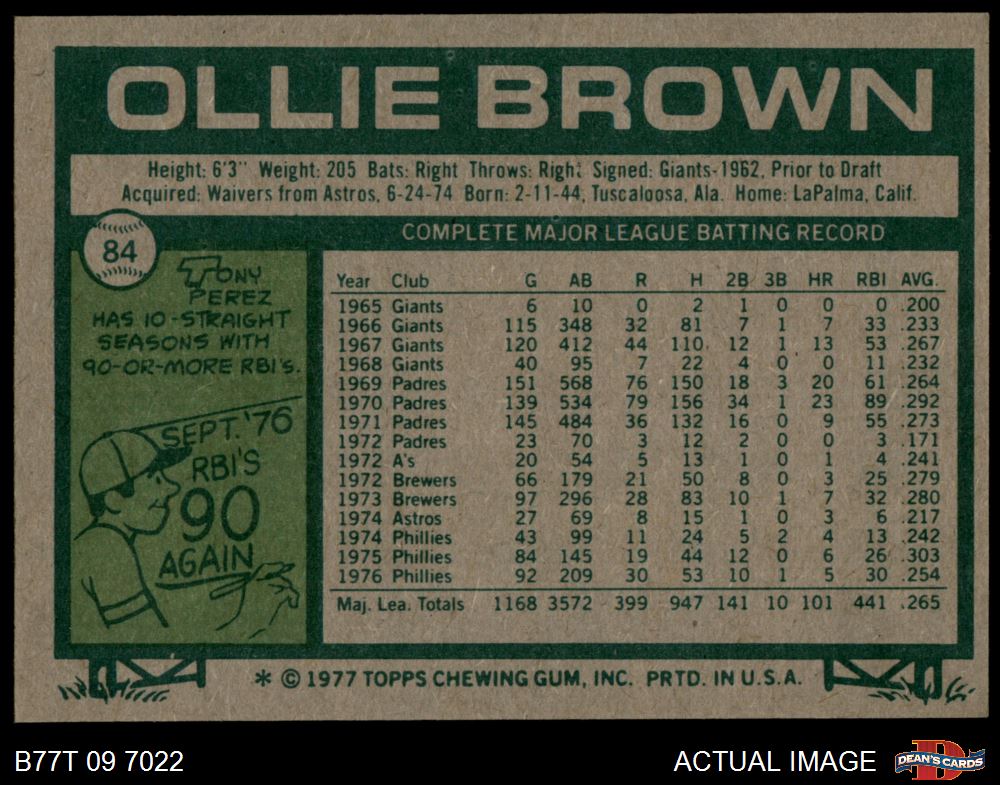 OLLIE BROWN
Height: 6'3" Weight: 205 Bats: Right Throws: Right Signed: Giants-1962, Prior to Draft
Acquired: Waivers from Astros, 6-24-74 Born: 2-11-44, Tuscaloosa, Ala. Home: LaPalma, Calif.
84
TONY
PEREZ
HAS 10-STRAIGHT
SEASONS WITH
90-OR-MORE RBI'S.
SEPT. '76
RBI'S
90
AGAIN
COMPLETE MAJOR LEAGUE BATTING RECORD
Year Club G AB R H 2B 3B HR RBI AVG.
1965 Giants 6 10 0 2 1 0 0 0 .200
1966 Giants 115 348 32 81 7 1 7 33 .233
1967 Giants 120 412 44 110 12 1 13 53 .267
1968 Giants 40 95 7 22 4 0 0 11 .232
1969 Padres 151 568 76 150 18 3 20 61 .264
1970 Padres 139 534 79 156 34 1 23 89 .292
1971 Padres 145 484 36 132 16 0 9 55 .273
1972 Padres 23 70 3 12 2 0 0 3 .171
1972 A's 20 54 5 13 1 0 1 4 .241
1972 Brewers 66 179 21 50 8 0 3 25 .279
1973 Brewers 97 296 28 83 10 1 7 32 .280
1974 Astros 27 69 8 15 1 0 3 6 .217
1974 Phillies 43 99 11 24 5 2 4 13 .242
1975 Phillies 84 145 19 44 12 0 6 26 .303
1976 Phillies 92 209 30 53 10 1 5 30 .254
Maj. Lea. Totals 1168 3572 399 947 141 10 101 441 .265
* © 1977 TOPPS CHEWING GUM, INC. PRTD. IN U.S.A.
B77T 09 7022
ACTUAL IMAGE
D
DEAN'S CARDS